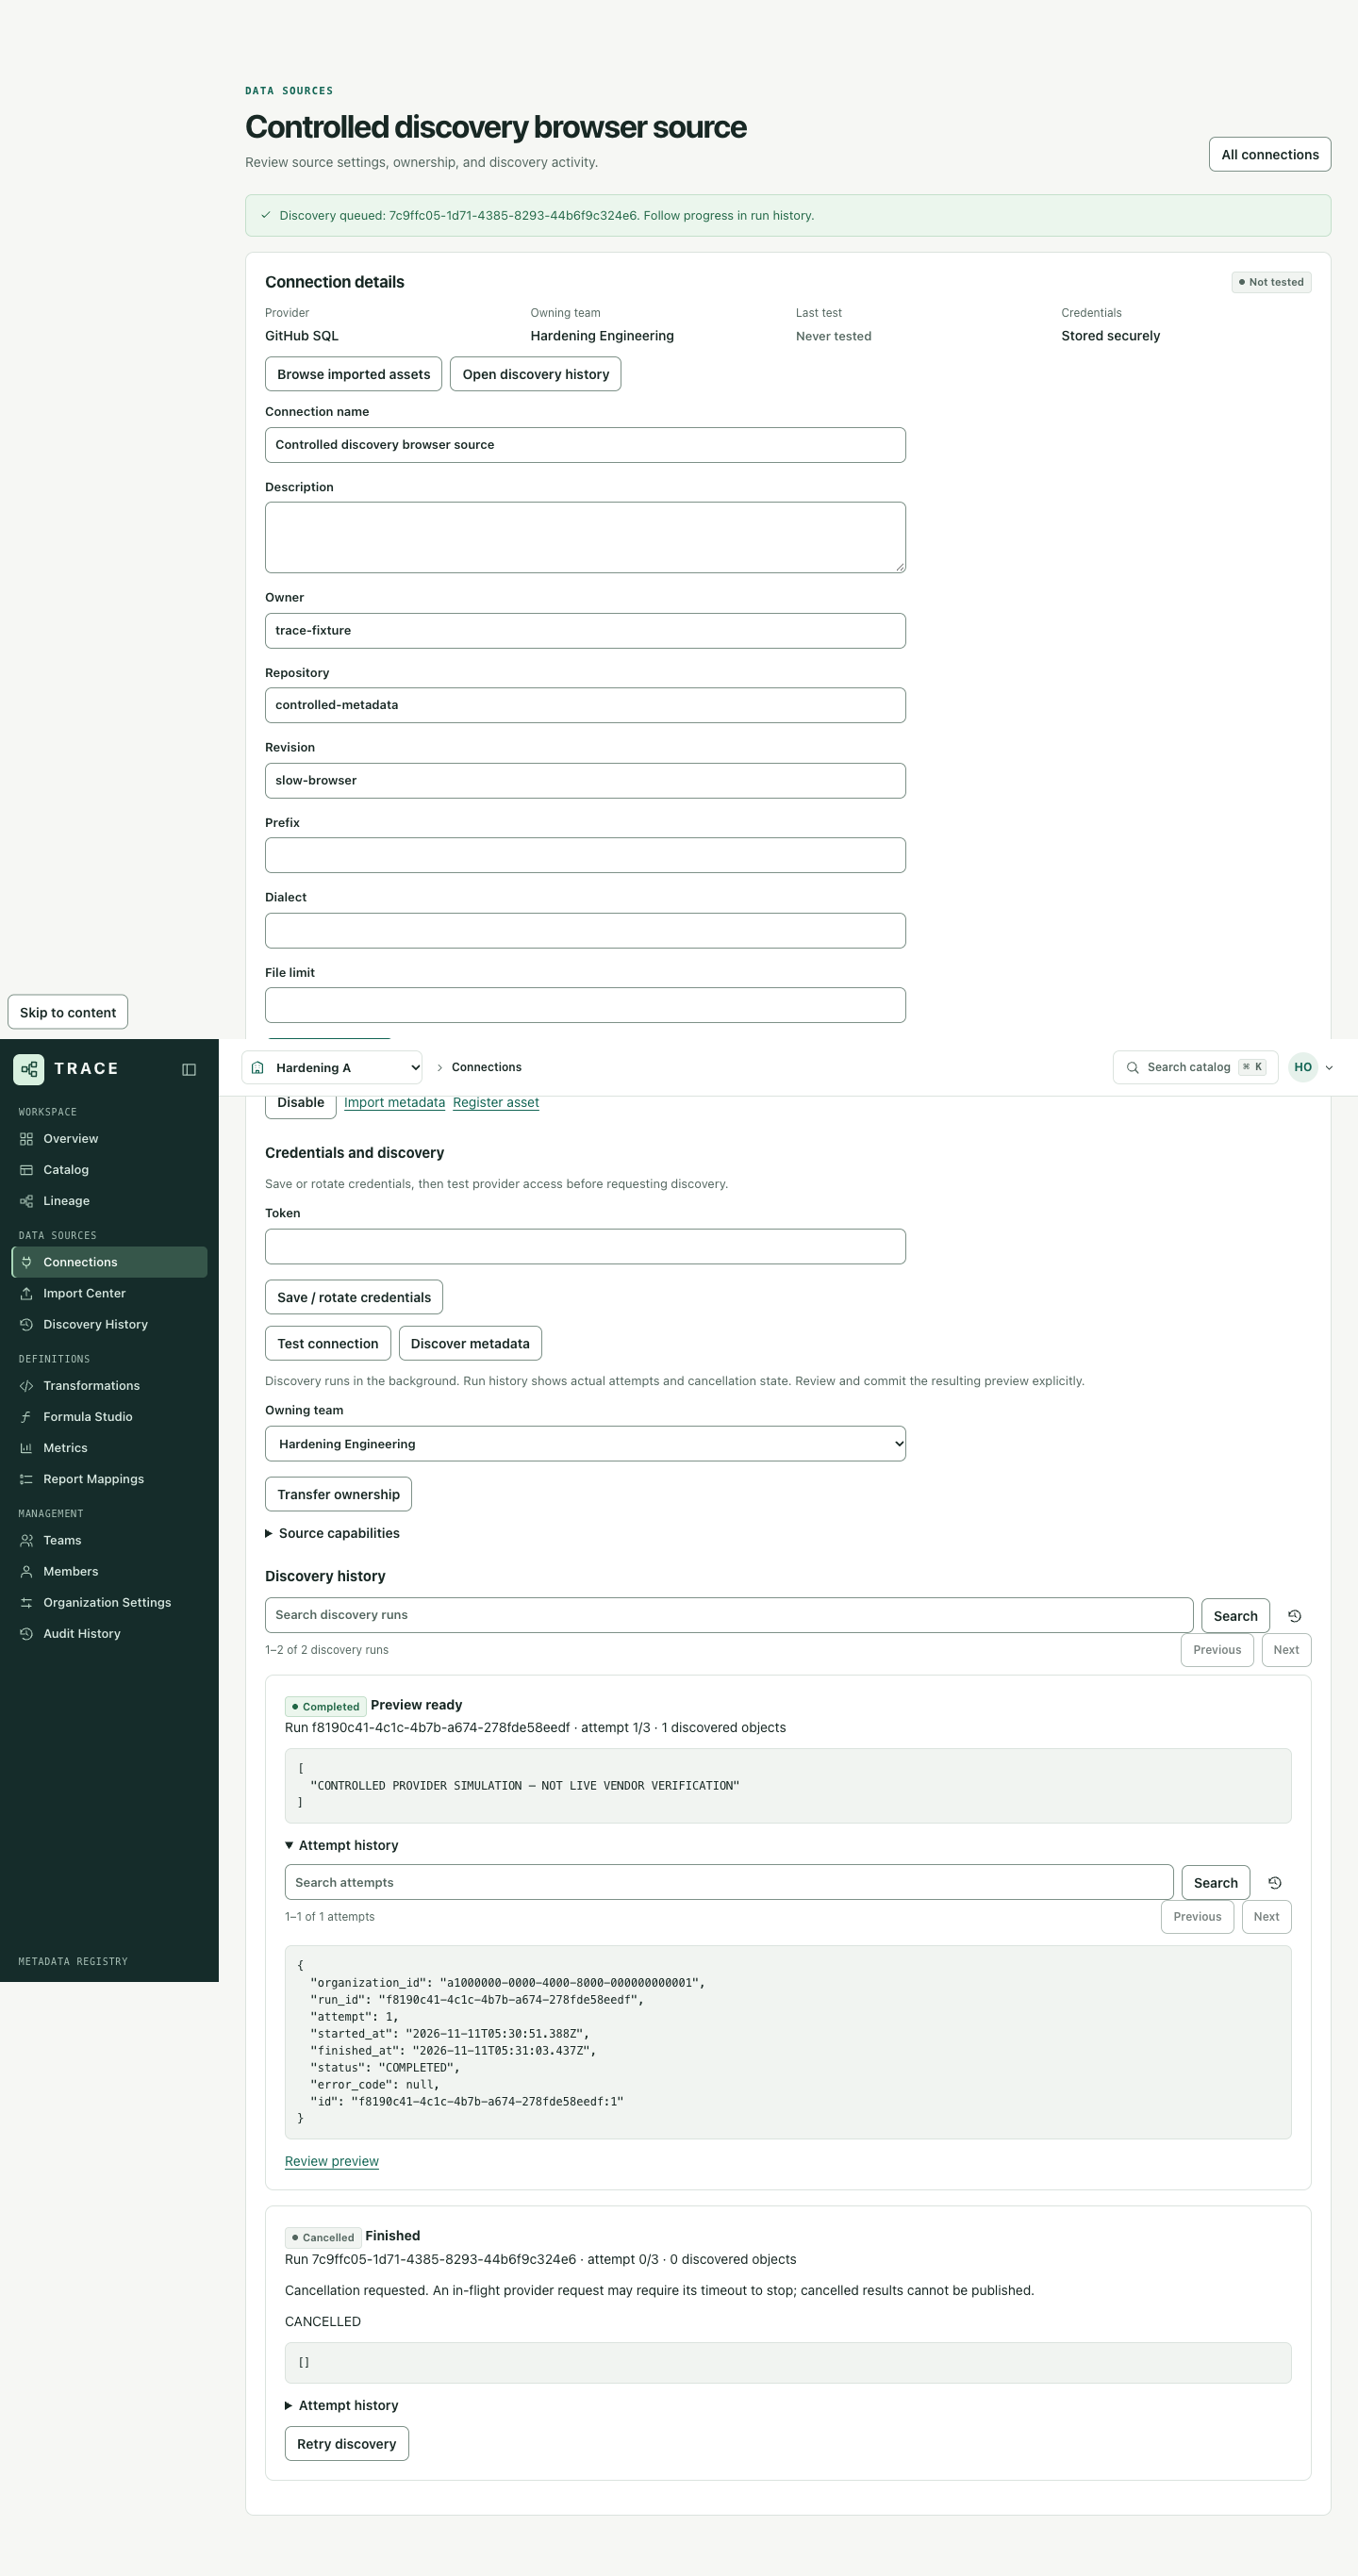 DATA SOURCES
Controlled discovery browser source
Review source settings, ownership, and discovery activity.
All connections
Discovery queued: 7c9ffc05-1d71-4385-8293-44b6f9c324e6. Follow progress in run history.
Connection details
Not tested
Provider
Owning team
Last test
Credentials
GitHub SQL
Hardening Engineering
Never tested
Stored securely
Browse imported assets
Open discovery history
Connection name
Controlled discovery browser source
Description
Owner
trace-fixture
Repository
controlled-metadata
Revision
slow-browser
Prefix
Dialect
File limit
Skip to content
TRACE
WORKSPACE
Overview
Catalog
Lineage
DATA SOURCES
Connections
Import Center
Discovery History
DEFINITIONS
Transformations
Formula Studio
Metrics
Report Mappings
MANAGEMENT
Teams
Members
Organization Settings
Audit History
METADATA REGISTRY
Hardening A
Connections
Search catalog
⌘ K
HO
Disable
Import metadata
Register asset
Credentials and discovery
Save or rotate credentials, then test provider access before requesting discovery.
Token
Save / rotate credentials
Test connection
Discover metadata
Discovery runs in the background. Run history shows actual attempts and cancellation state. Review and commit the resulting preview explicitly.
Owning team
Hardening Engineering
Transfer ownership
Source capabilities
Discovery history
Search discovery runs
Search
1–2 of 2 discovery runs
Previous
Next
Completed
Preview ready
Run f8190c41-4c1c-4b7b-a674-278fde58eedf · attempt 1/3 · 1 discovered objects
[
"CONTROLLED PROVIDER SIMULATION — NOT LIVE VENDOR VERIFICATION"
]
Attempt history
Search attempts
Search
1–1 of 1 attempts
Previous
Next
{
"organization_id": "a1000000-0000-4000-8000-000000000001",
"run_id": "f8190c41-4c1c-4b7b-a674-278fde58eedf",
"attempt": 1,
"started_at": "2026-11-11T05:30:51.388Z",
"finished_at": "2026-11-11T05:31:03.437Z",
"status": "COMPLETED",
"error_code": null,
"id": "f8190c41-4c1c-4b7b-a674-278fde58eedf:1"
}
Review preview
Cancelled
Finished
Run 7c9ffc05-1d71-4385-8293-44b6f9c324e6 · attempt 0/3 · 0 discovered objects
Cancellation requested. An in-flight provider request may require its timeout to stop; cancelled results cannot be published.
CANCELLED
[]
Attempt history
Retry discovery